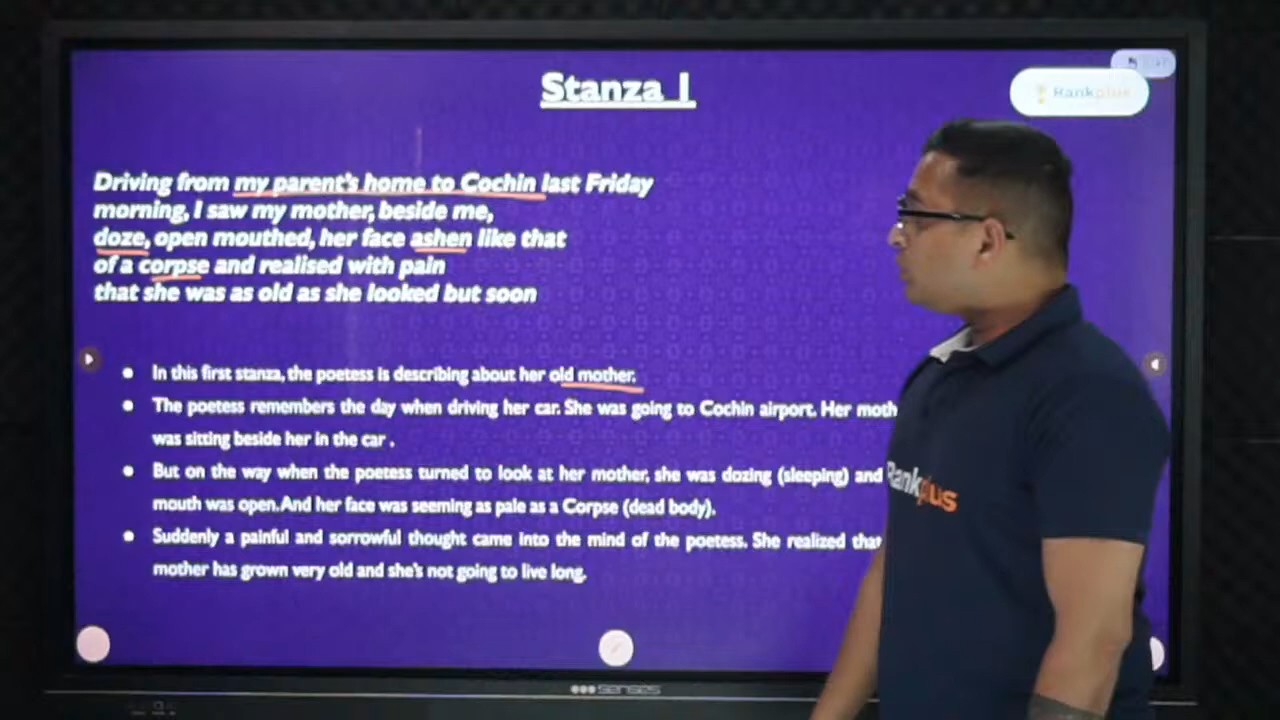 Stanza 1
Rankplus
Driving from my parent's home to Cochin last Friday
morning, I saw my mother, beside me,
doze, open mouthed, her face ashen like that
of a corpse and realised with pain
that she was as old as she looked but soon
In this first stanza, the poetess is describing about her old mother.
The poetess remembers the day when driving her car. She was going to Cochin airport. Her moth
was sitting beside her in the car .
But on the way when the poetess turned to look at her mother, she was dozing (sleeping) and
mouth was open.And her face was seeming as pale as a Corpse (dead body).
Suddenly a painful and sorrowful thought came into the mind of the poetess. She realized that
mother has grown very old and she's not going to live long.
Rankplus
senses